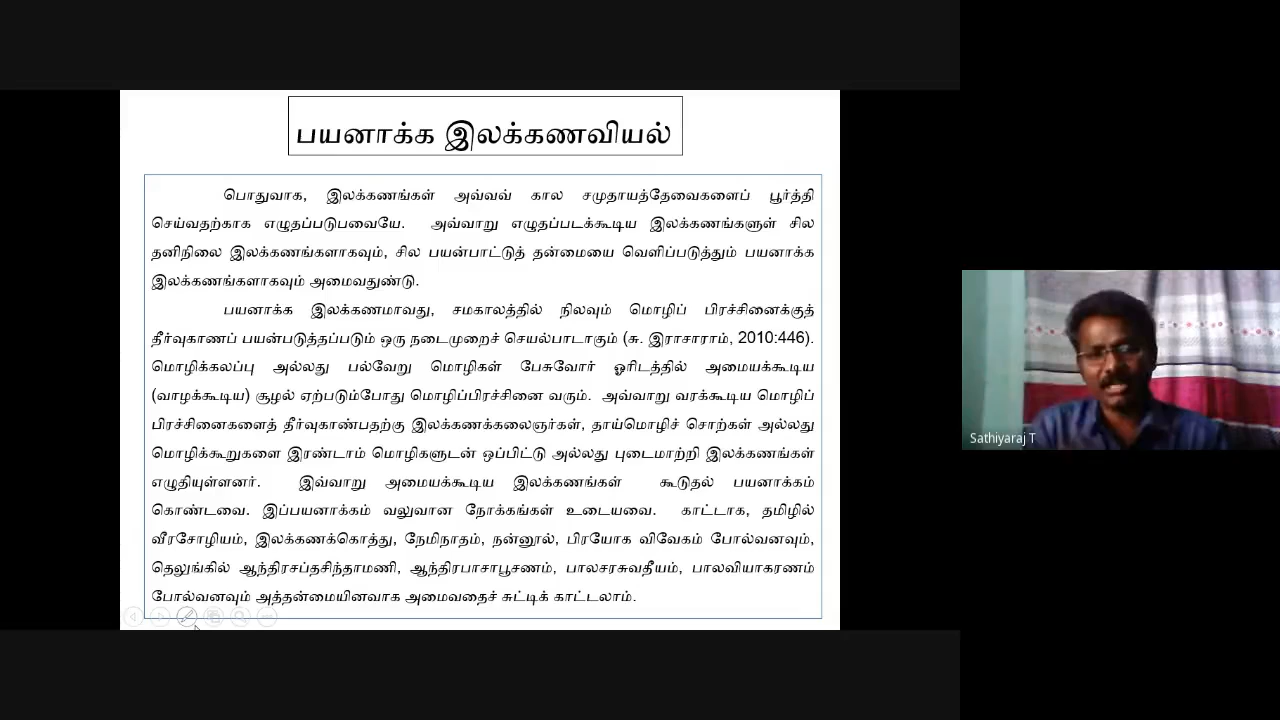 பயனாக்க இலக்கணவியல்
பொதுவாக, இலக்கணங்கள் அவ்வவ் கால சமுதாயத்தேவைகளைப் பூர்த்தி
செய்வதற்காக எழுதப்படுபவையே. அவ்வாறு எழுதப்படக்கூடிய இலக்கணங்களுள் சில
தனிநிலை இலக்கணங்களாகவும், சில பயன்பாட்டுத் தன்மையை வெளிப்படுத்தும் பயனாக்க
இலக்கணங்களாகவும் அமைவதுண்டு.
பயனாக்க இலக்கணமாவது, சமகாலத்தில் நிலவும் மொழிப் பிரச்சினைக்குத்
தீர்வுகாணப் பயன்படுத்தப்படும் ஒரு நடைமுறைச் செயல்பாடாகும் (சு. இராசாராம், 2010:446).
மொழிக்கலப்பு அல்லது பல்வேறு மொழிகள் பேசுவோர் ஓரிடத்தில் அமையக்கூடிய
(வாழக்கூடிய) சூழல் ஏற்படும்போது மொழிப்பிரச்சினை வரும். அவ்வாறு வரக்கூடிய மொழிப்
பிரச்சினைகளைத் தீர்வுகாண்பதற்கு இலக்கணக்கலைஞர்கள், தாய்மொழிச் சொற்கள் அல்லது
மொழிக்கூறுகளை இரண்டாம் மொழிகளுடன் ஒப்பிட்டு அல்லது புடைமாற்றி இலக்கணங்கள்
எழுதியுள்ளனர். இவ்வாறு அமையக்கூடிய இலக்கணங்கள் கூடுதல் பயனாக்கம்
கொண்டவை. இப்பயனாக்கம் வலுவான நோக்கங்கள் உடையவை. காட்டாக, தமிழில்
வீரசோழியம், இலக்கணக்கொத்து, நேமிநாதம், நன்னூல், பிரயோக விவேகம் போல்வனவும்,
தெலுங்கில் ஆந்திரசப்தசிந்தாமணி, ஆந்திரபாசாபூசணம், பாலசரசுவதீயம், பாலவியாகரணம்
போல்வனவும் அத்தன்மையினவாக அமைவதைச் சுட்டிக் காட்டலாம்.
Sathiyaraj T